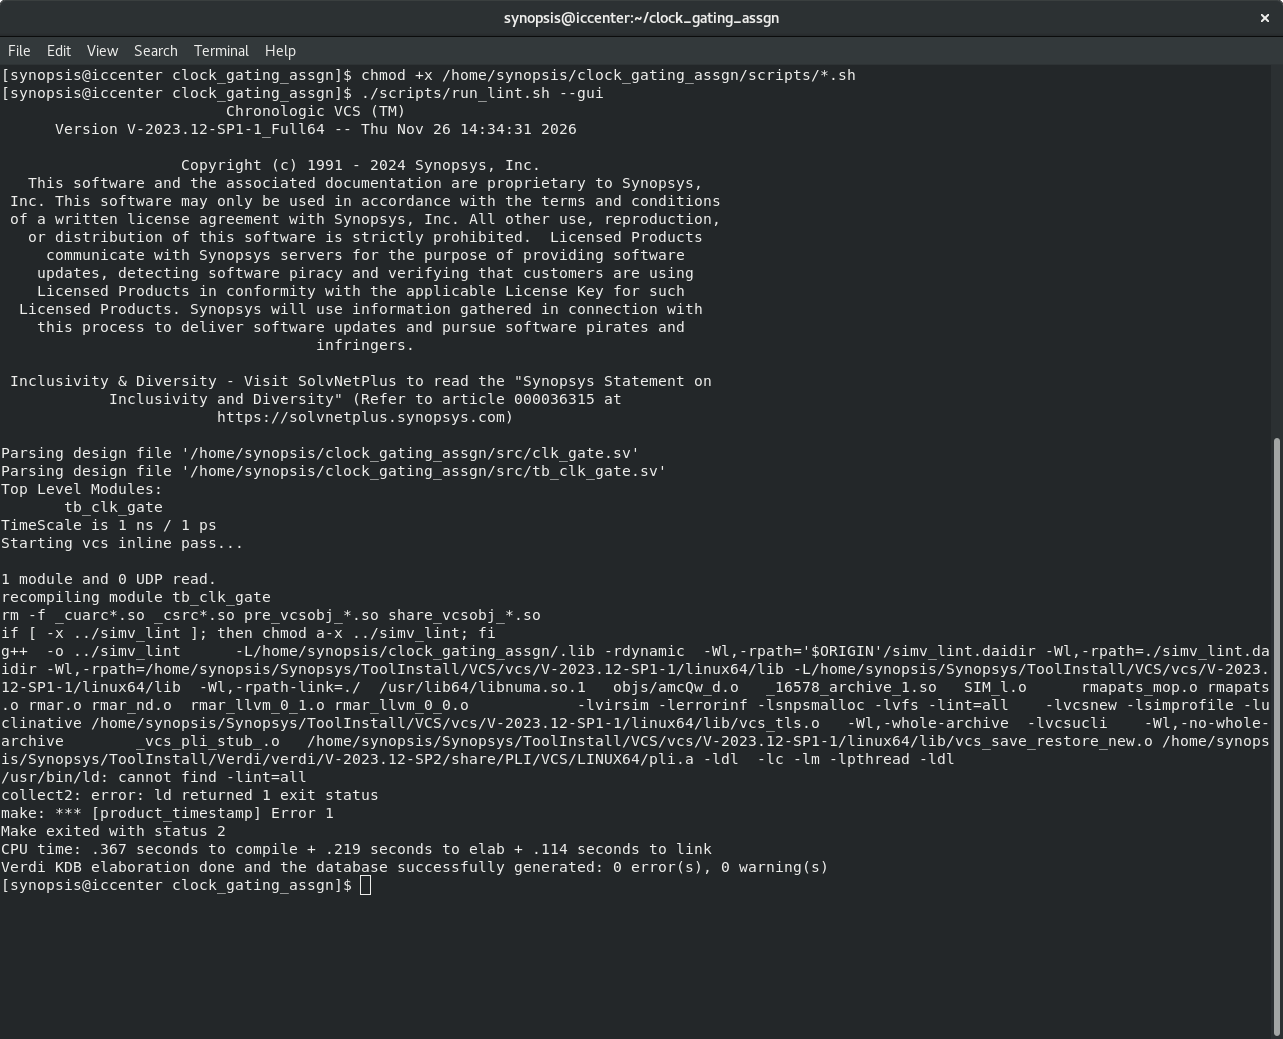 synopsis@iccenter:~/clock_gating_assgn
×
File Edit View Search Terminal Help
[synopsis@iccenter clock_gating_assgn]$ chmod +x /home/synopsis/clock_gating_assgn/scripts/*.sh
[synopsis@iccenter clock_gating_assgn]$ ./scripts/run_lint.sh --gui
Chronologic VCS (TM)
Version V-2023.12-SP1-1_Full64 -- Thu Nov 26 14:34:31 2026
Copyright (c) 1991 - 2024 Synopsys, Inc.
This software and the associated documentation are proprietary to Synopsys,
Inc. This software may only be used in accordance with the terms and conditions
of a written license agreement with Synopsys, Inc. All other use, reproduction,
or distribution of this software is strictly prohibited.  Licensed Products
communicate with Synopsys servers for the purpose of providing software
updates, detecting software piracy and verifying that customers are using
Licensed Products in conformity with the applicable License Key for such
Licensed Products. Synopsys will use information gathered in connection with
this process to deliver software updates and pursue software pirates and
infringers.
Inclusivity & Diversity - Visit SolvNetPlus to read the "Synopsys Statement on
Inclusivity and Diversity" (Refer to article 000036315 at
https://solvnetplus.synopsys.com)
Parsing design file '/home/synopsis/clock_gating_assgn/src/clk_gate.sv'
Parsing design file '/home/synopsis/clock_gating_assgn/src/tb_clk_gate.sv'
Top Level Modules:
tb_clk_gate
TimeScale is 1 ns / 1 ps
Starting vcs inline pass...
1 module and 0 UDP read.
recompiling module tb_clk_gate
rm -f _cuarc*.so _csrc*.so pre_vcsobj_*.so share_vcsobj_*.so
if [ -x ../simv_lint ]; then chmod a-x ../simv_lint; fi
g++  -o ../simv_lint      -L/home/synopsis/clock_gating_assgn/.lib -rdynamic  -Wl,-rpath='$ORIGIN'/simv_lint.daidir -Wl,-rpath=./simv_lint.da
idir -Wl,-rpath=/home/synopsis/Synopsys/ToolInstall/VCS/vcs/V-2023.12-SP1-1/linux64/lib -L/home/synopsis/Synopsys/ToolInstall/VCS/vcs/V-2023.
12-SP1-1/linux64/lib  -Wl,-rpath-link=./  /usr/lib64/libnuma.so.1   objs/amcQw_d.o   _16578_archive_1.so   SIM_l.o      rmapats_mop.o rmapats
.o rmar.o rmar_nd.o  rmar_llvm_0_1.o rmar_llvm_0_0.o            -lvirsim -lerrorinf -lsnpsmalloc -lvfs -lint=all    -lvcsnew -lsimprofile -lu
clinative /home/synopsis/Synopsys/ToolInstall/VCS/vcs/V-2023.12-SP1-1/linux64/lib/vcs_tls.o   -Wl,-whole-archive  -lvcsucli    -Wl,-no-whole-
archive        _vcs_pli_stub_.o   /home/synopsis/Synopsys/ToolInstall/VCS/vcs/V-2023.12-SP1-1/linux64/lib/vcs_save_restore_new.o /home/synops
is/Synopsys/ToolInstall/Verdi/verdi/V-2023.12-SP2/share/PLI/VCS/LINUX64/pli.a -ldl  -lc -lm -lpthread -ldl
/usr/bin/ld: cannot find -lint=all
collect2: error: ld returned 1 exit status
make: *** [product_timestamp] Error 1
Make exited with status 2
CPU time: .367 seconds to compile + .219 seconds to elab + .114 seconds to link
Verdi KDB elaboration done and the database successfully generated: 0 error(s), 0 warning(s)
[synopsis@iccenter clock_gating_assgn]$